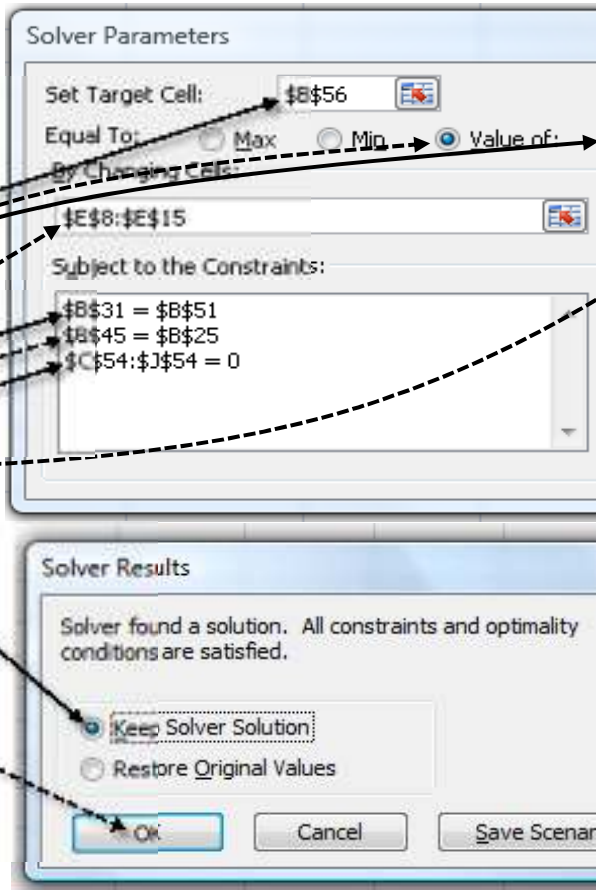 Solver Parameters
Set Target Cell: $B$56
Equal To: Max Min Value of:
By Changing Cells:
$E$8:$E$15
Subject to the Constraints:
$B$31 = $B$51
$B$45 = $B$25
$C$54:$J$54 = 0
Solver Results
Solver found a solution. All constraints and optimality
conditions are satisfied.
Keep Solver Solution
Restore Original Values
OK Cancel Save Scenar